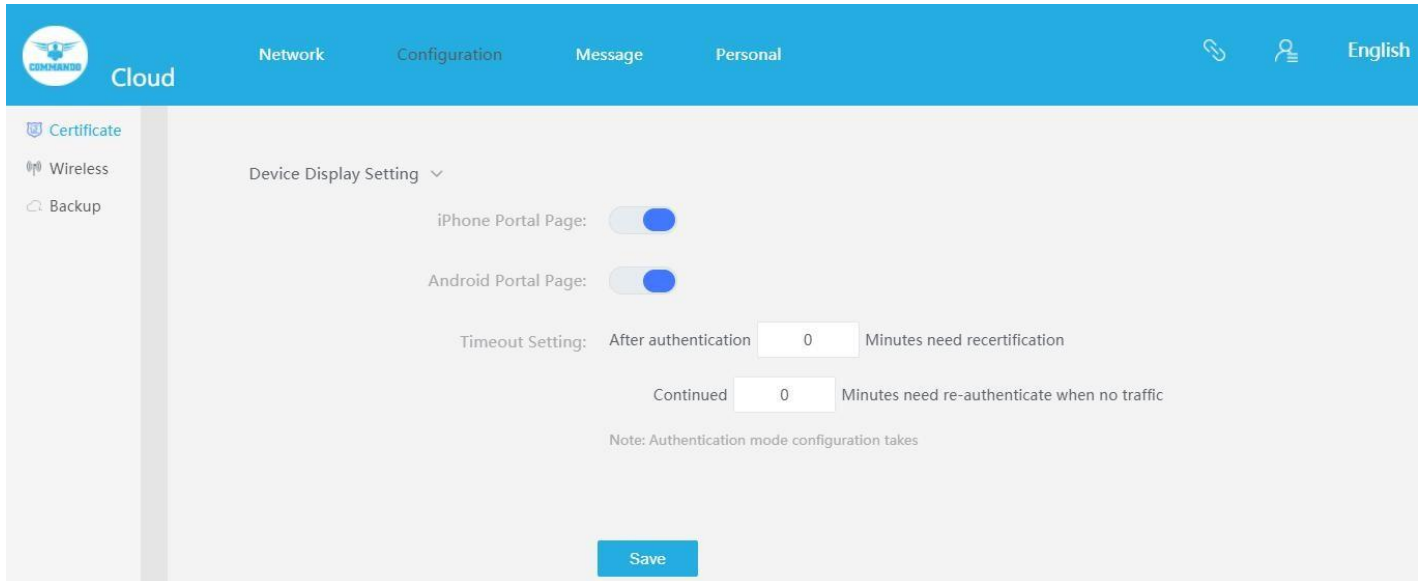 COMMANDO
Cloud
Network Configuration Message Personal English
Certificate
Wireless
Backup
Device Display Setting
iPhone Portal Page:
Android Portal Page:
Timeout Setting: After authentication 0 Minutes need recertification
Continued 0 Minutes need re-authenticate when no traffic
Note: Authentication mode configuration takes
Save